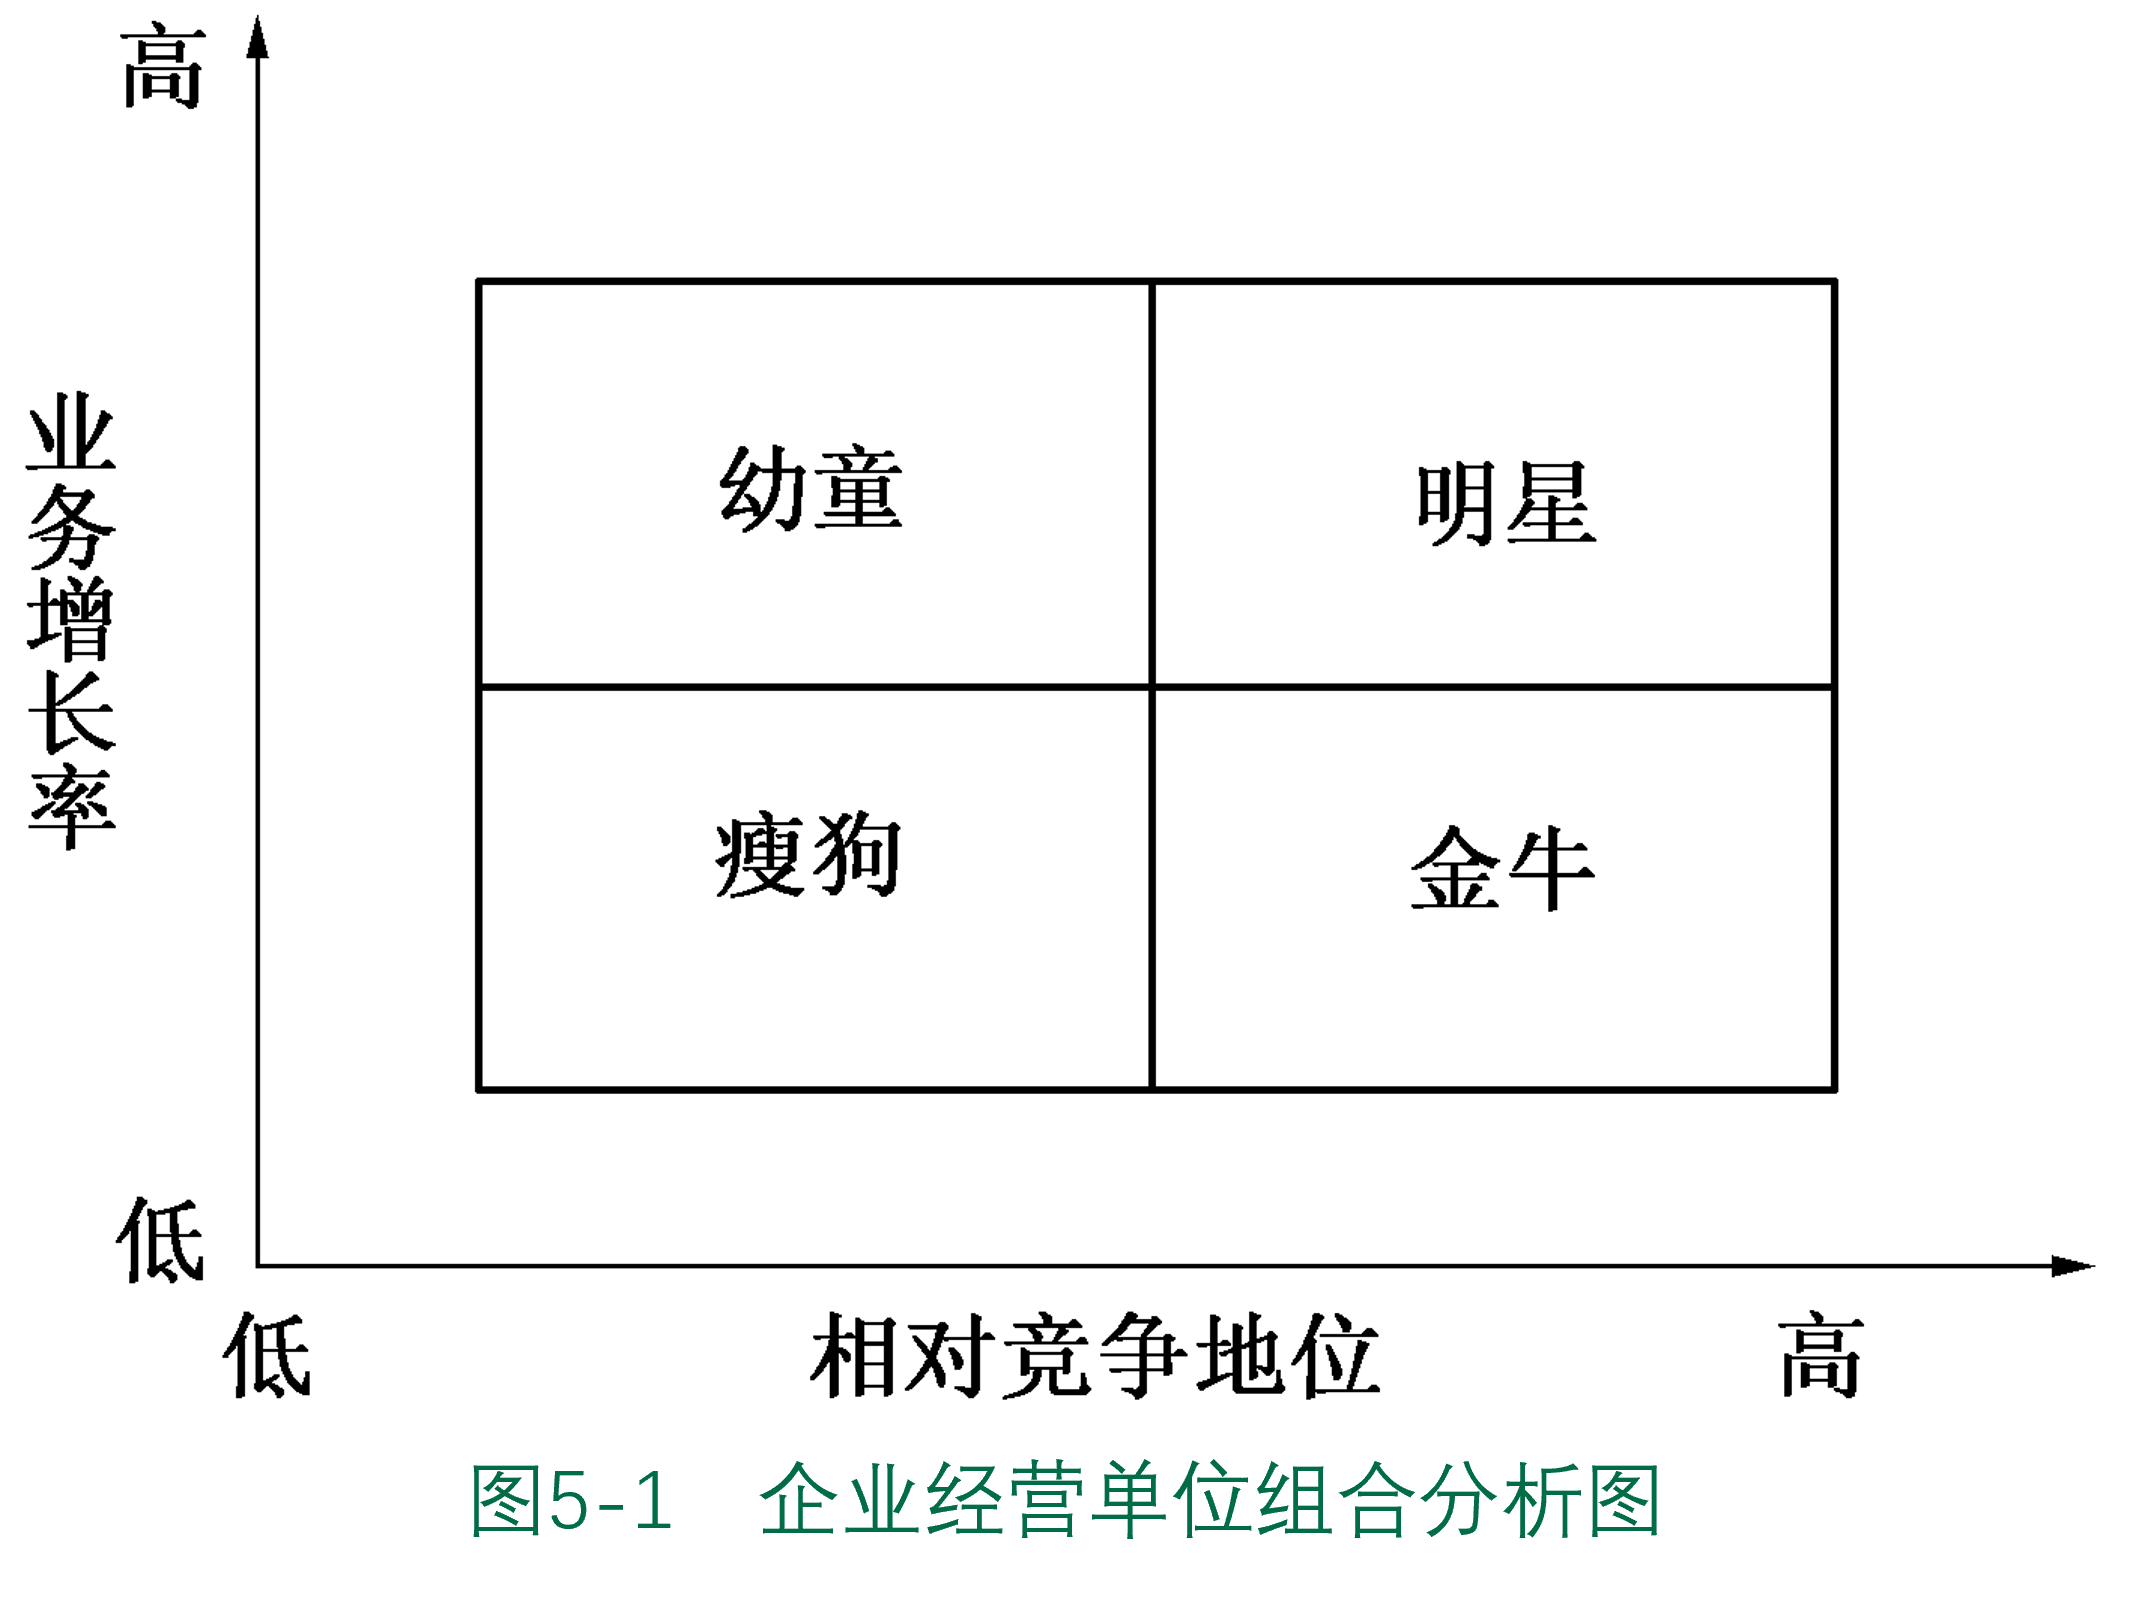 高
业务增长率
幼童
明星
瘦狗
金牛
低
低
相对竞争地位
高
图5-1 企业经营单位组合分析图